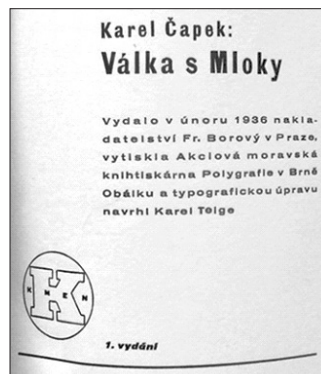 Karel Čapek:
Válka s Mloky
Vydalo v únoru 1936 nakla-
datelství Fr. Borový v Praze,
vytiskla Akciová moravská
knihtiskárna Polygrafie v Brně
Obálku a typografickou úpravu
navrhl Karel Teige
K
K M E N
1. vydání